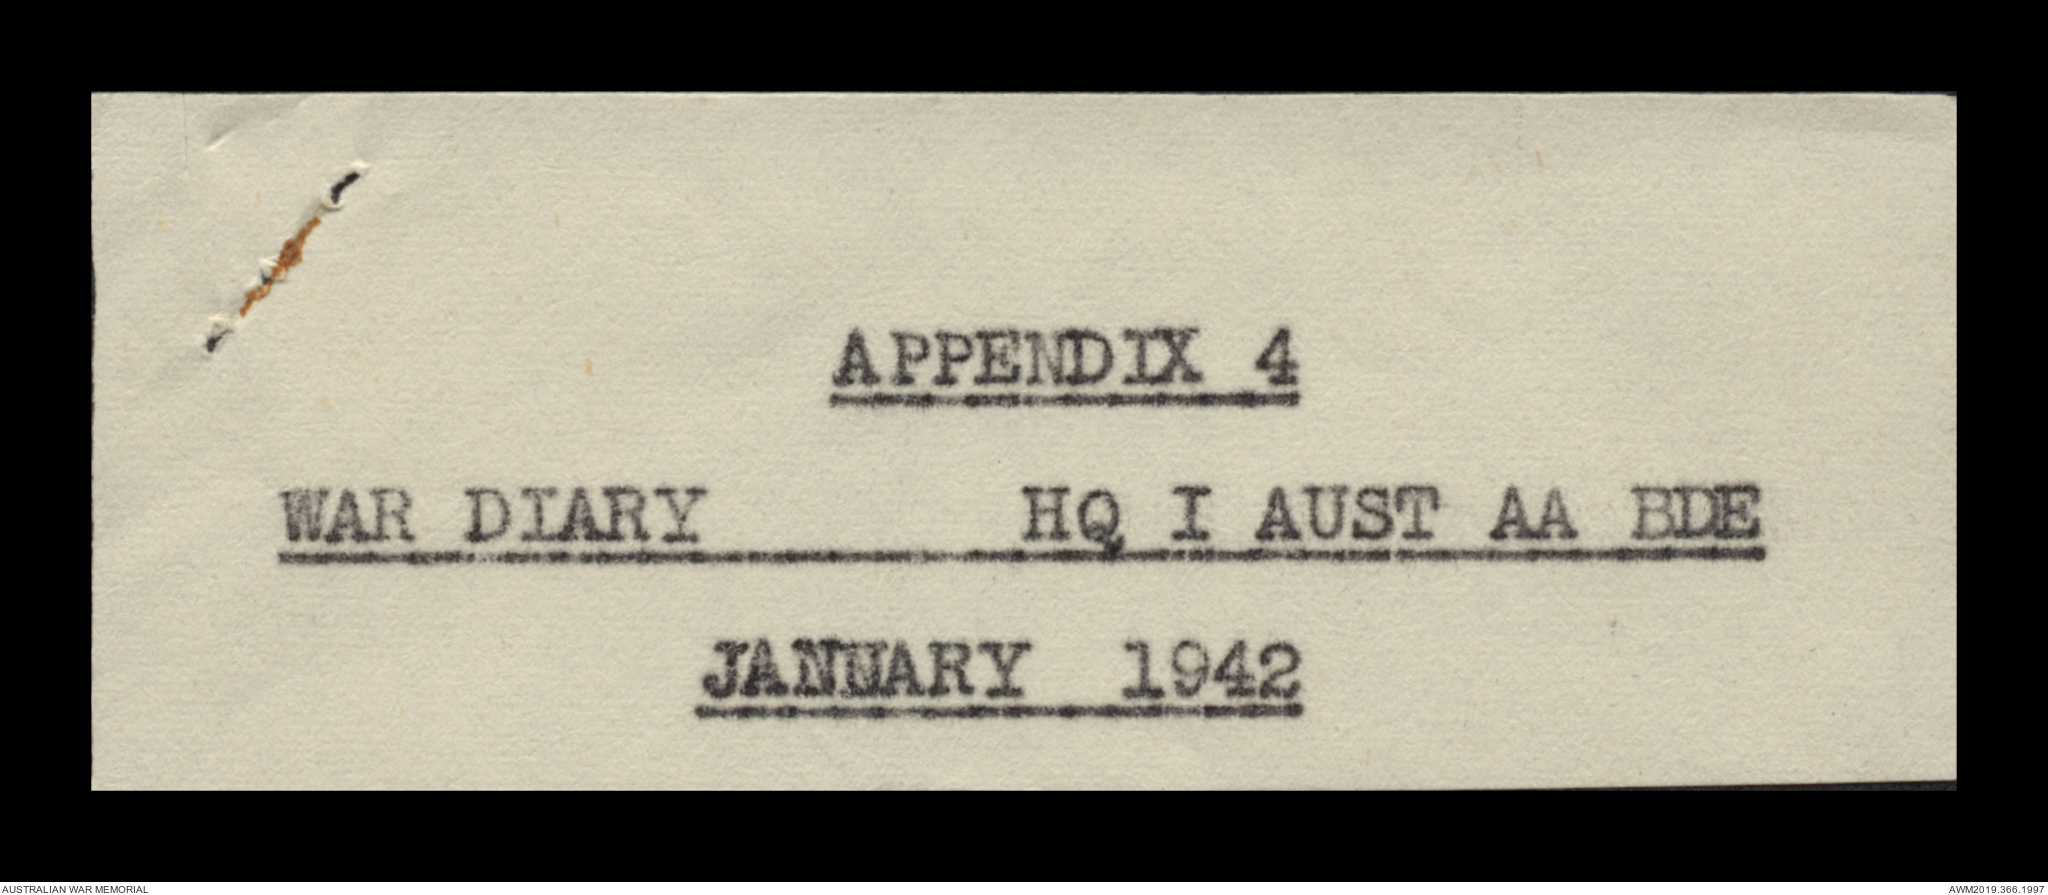 APPENDIX 4
WAR DIARY HQ I AUST AA BDE
JANUARY 1942
AUSTRALIAN WAR MEMORIAL
AWM2019.366.1997